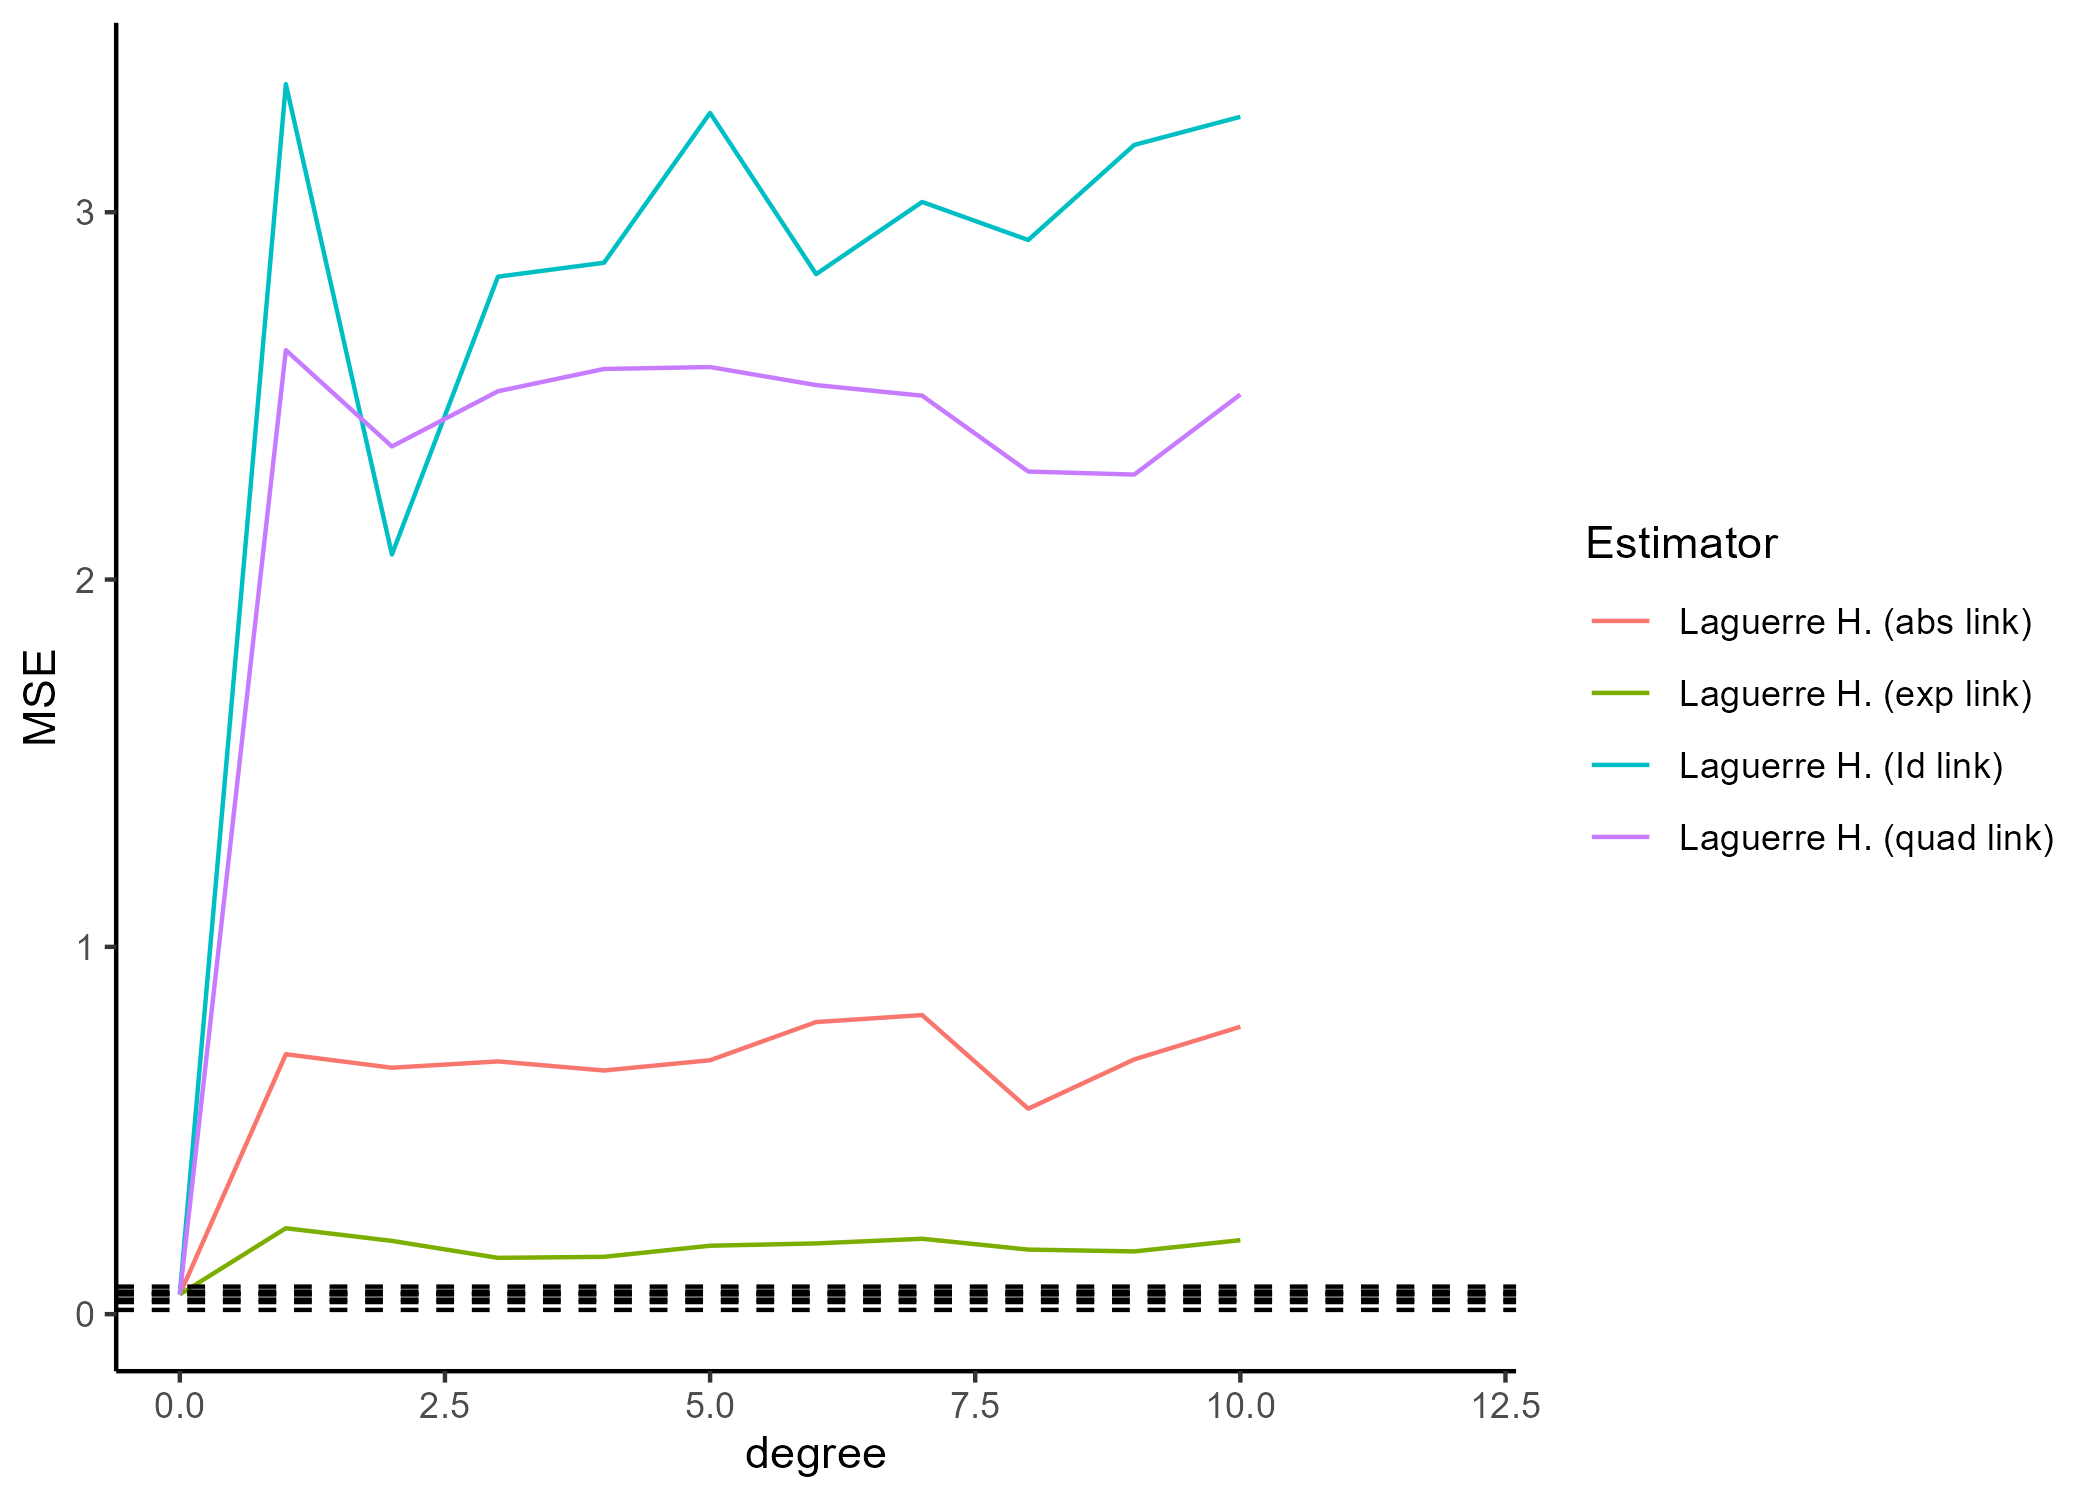 MSE
3
2
1
0
0.0 2.5 5.0 7.5 10.0 12.5
degree
Estimator
Laguerre H. (abs link)
Laguerre H. (exp link)
Laguerre H. (Id link)
Laguerre H. (quad link)